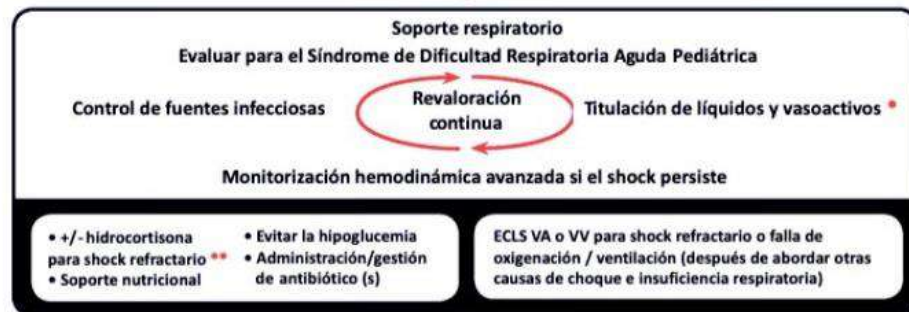 Soporte respiratorio
Evaluar para el Síndrome de Dificultad Respiratoria Aguda Pediátrica
Control de fuentes infecciosas
Revaloración
continua
Titulación de líquidos y vasoactivos *
Monitorización hemodinámica avanzada si el shock persiste
• +/-hidrocortisona
para shock refractario **
• Soporte nutricional
• Evitar la hipoglucemia
• Administración/gestión
de antibiótico (s)
ECLS VA o VV para shock refractario o falla de
oxigenación / ventilación (después de abordar otras
causas de choque e insuficiencia respiratoria)